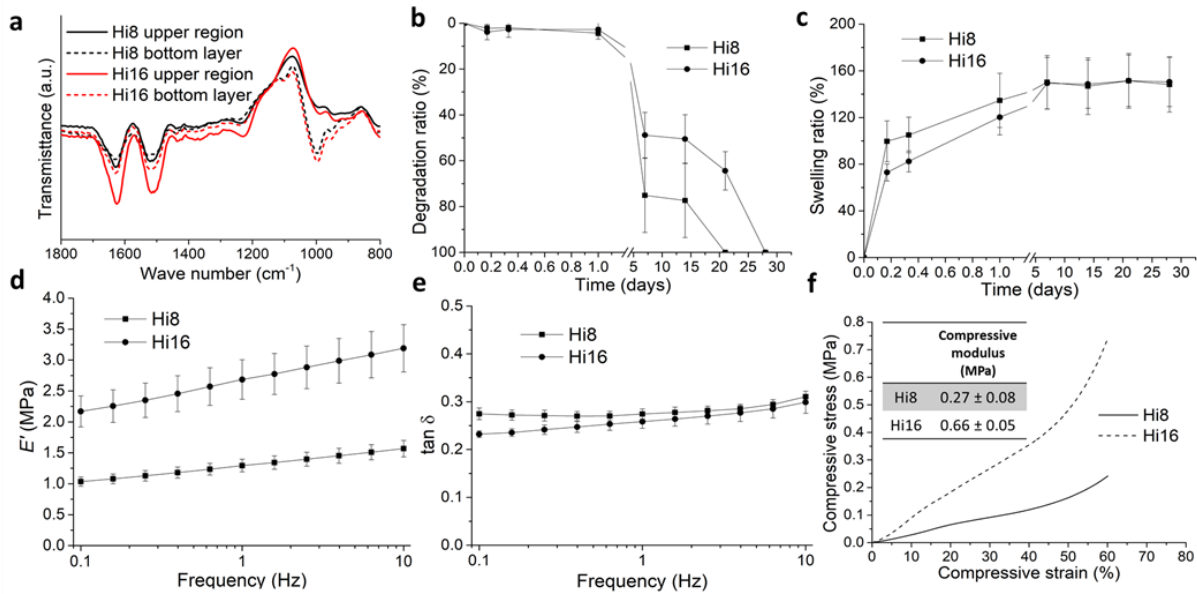 a
Hi8 upper region
Hi8 bottom layer
Hi16 upper region
Hi16 bottom layer
Transmisttance (a.u.)
1800 1600 1400 1200 1000 800
Wave number (cm⁻¹)
b
Hi8
Hi16
Degradation ratio (%)
0
20
40
60
80
100
0.0 0.2 0.4 0.6 0.8 1.0 5 10 15 20 25 30
Time (days)
c
Hi8
Hi16
Swelling ratio (%)
200
160
120
80
40
0
0.0 0.2 0.4 0.6 0.8 1.0 5 10 15 20 25 30
Time (days)
d
Hi8
Hi16
E' (MPa)
4.0
3.5
3.0
2.5
2.0
1.5
1.0
0.5
0.0
0.1 1 10
Frequency (Hz)
e
Hi8
Hi16
tan δ
0.5
0.4
0.3
0.2
0.1
0.0
0.1 1 10
Frequency (Hz)
f
Compressive stress (MPa)
0.8
0.7
0.6
0.5
0.4
0.3
0.2
0.1
0.0
Compressive
modulus
(MPa)
Hi8 0.27 ± 0.08
Hi16 0.66 ± 0.05
Hi8
Hi16
0 10 20 30 40 50 60 70 80
Compressive strain (%)